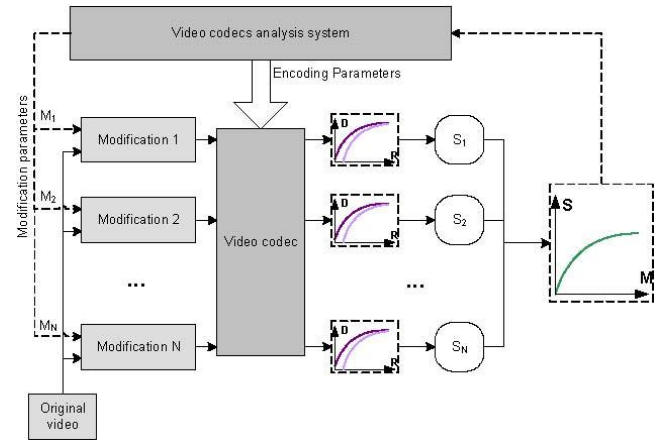 Video codecs analysis system
Encoding Parameters
Modification parameters
M1
Modification 1
D
R
S1
M2
Modification 2
Video codec
D
R
S2
S
M
...
...
MN
Modification N
D
R
SN
Original
video